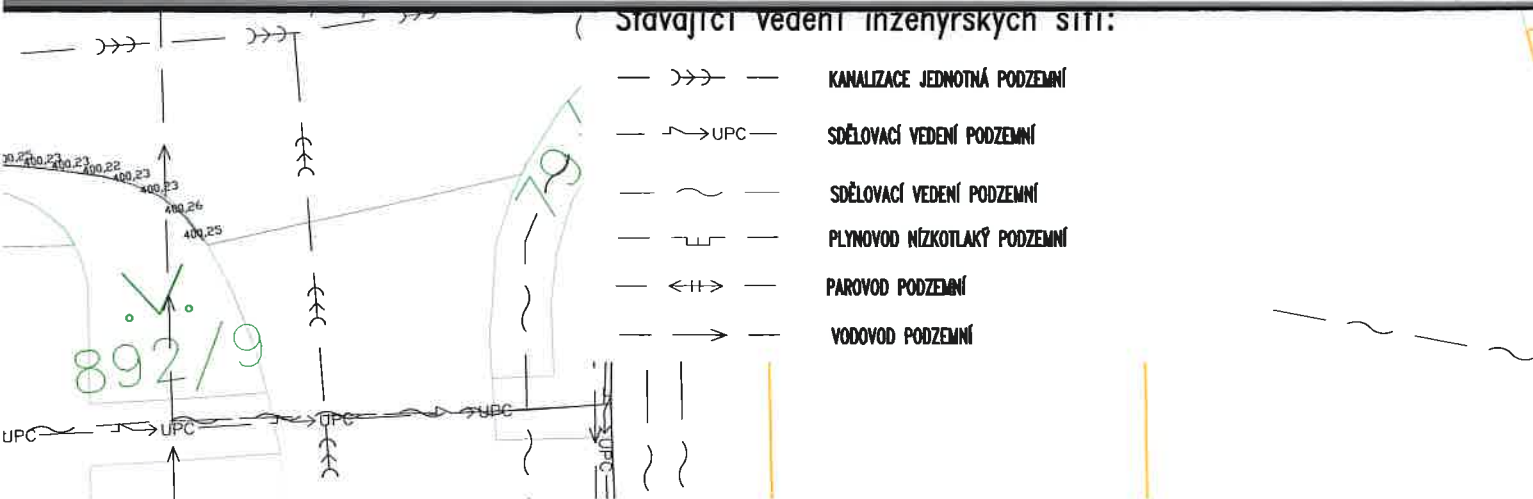 Stávající vedení inženýrských sítí:
KANALIZACE JEDNOTNÁ PODZEMNÍ
UPC SDĚLOVACÍ VEDENÍ PODZEMNÍ
SDĚLOVACÍ VEDENÍ PODZEMNÍ
PLYNOVOD NÍZKOTLAKÝ PODZEMNÍ
PAROVOD PODZEMNÍ
VODOVOD PODZEMNÍ
400,23
400,23
400,22
400,23
400,23
400,26
400,25
892/9
UPC
UPC
UPC
UPC
UPC